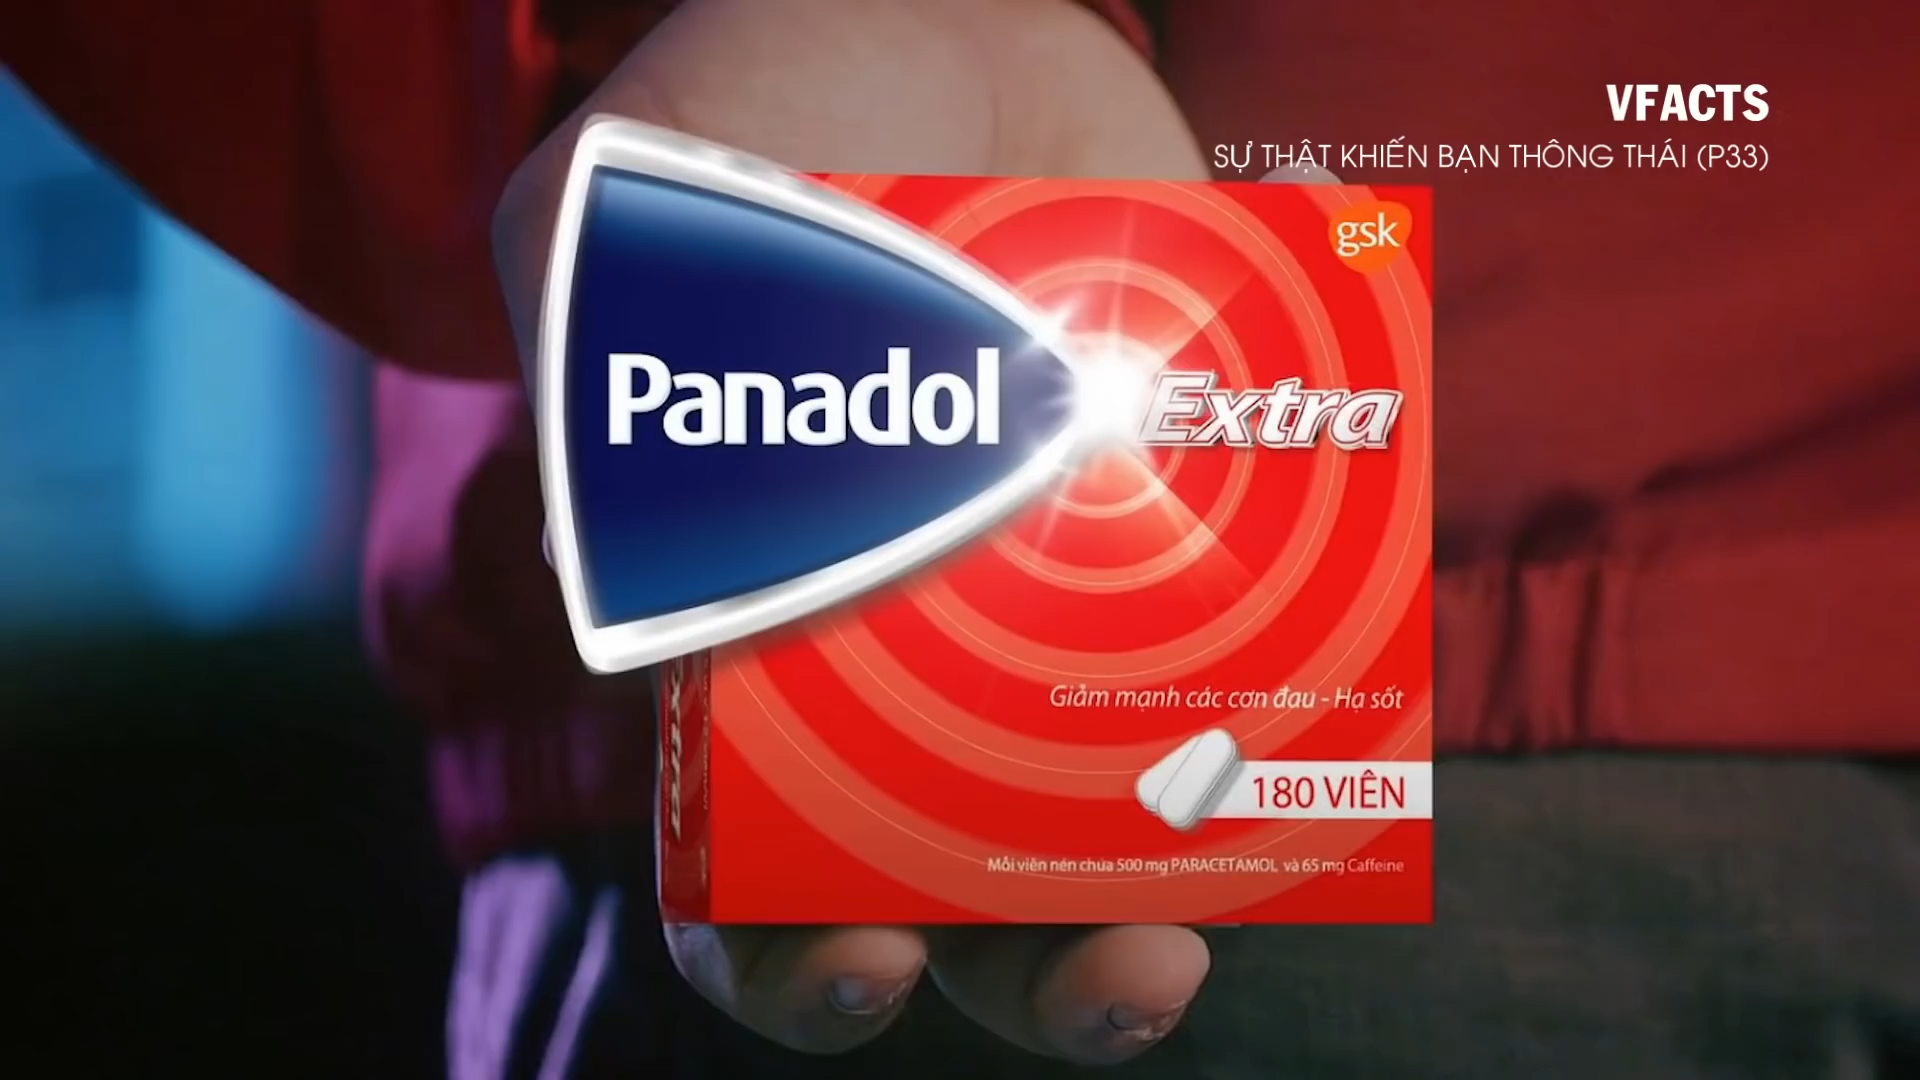 VFACTS
SỰ THẬT KHIẾN BẠN THÔNG THÁI (P33)
gsk
Panadol Extra
Giảm mạnh các cơn đau - Hạ sốt
180 VIÊN
Mỗi viên nén chứa 500 mg PARACETAMOL và 65 mg Caffeine